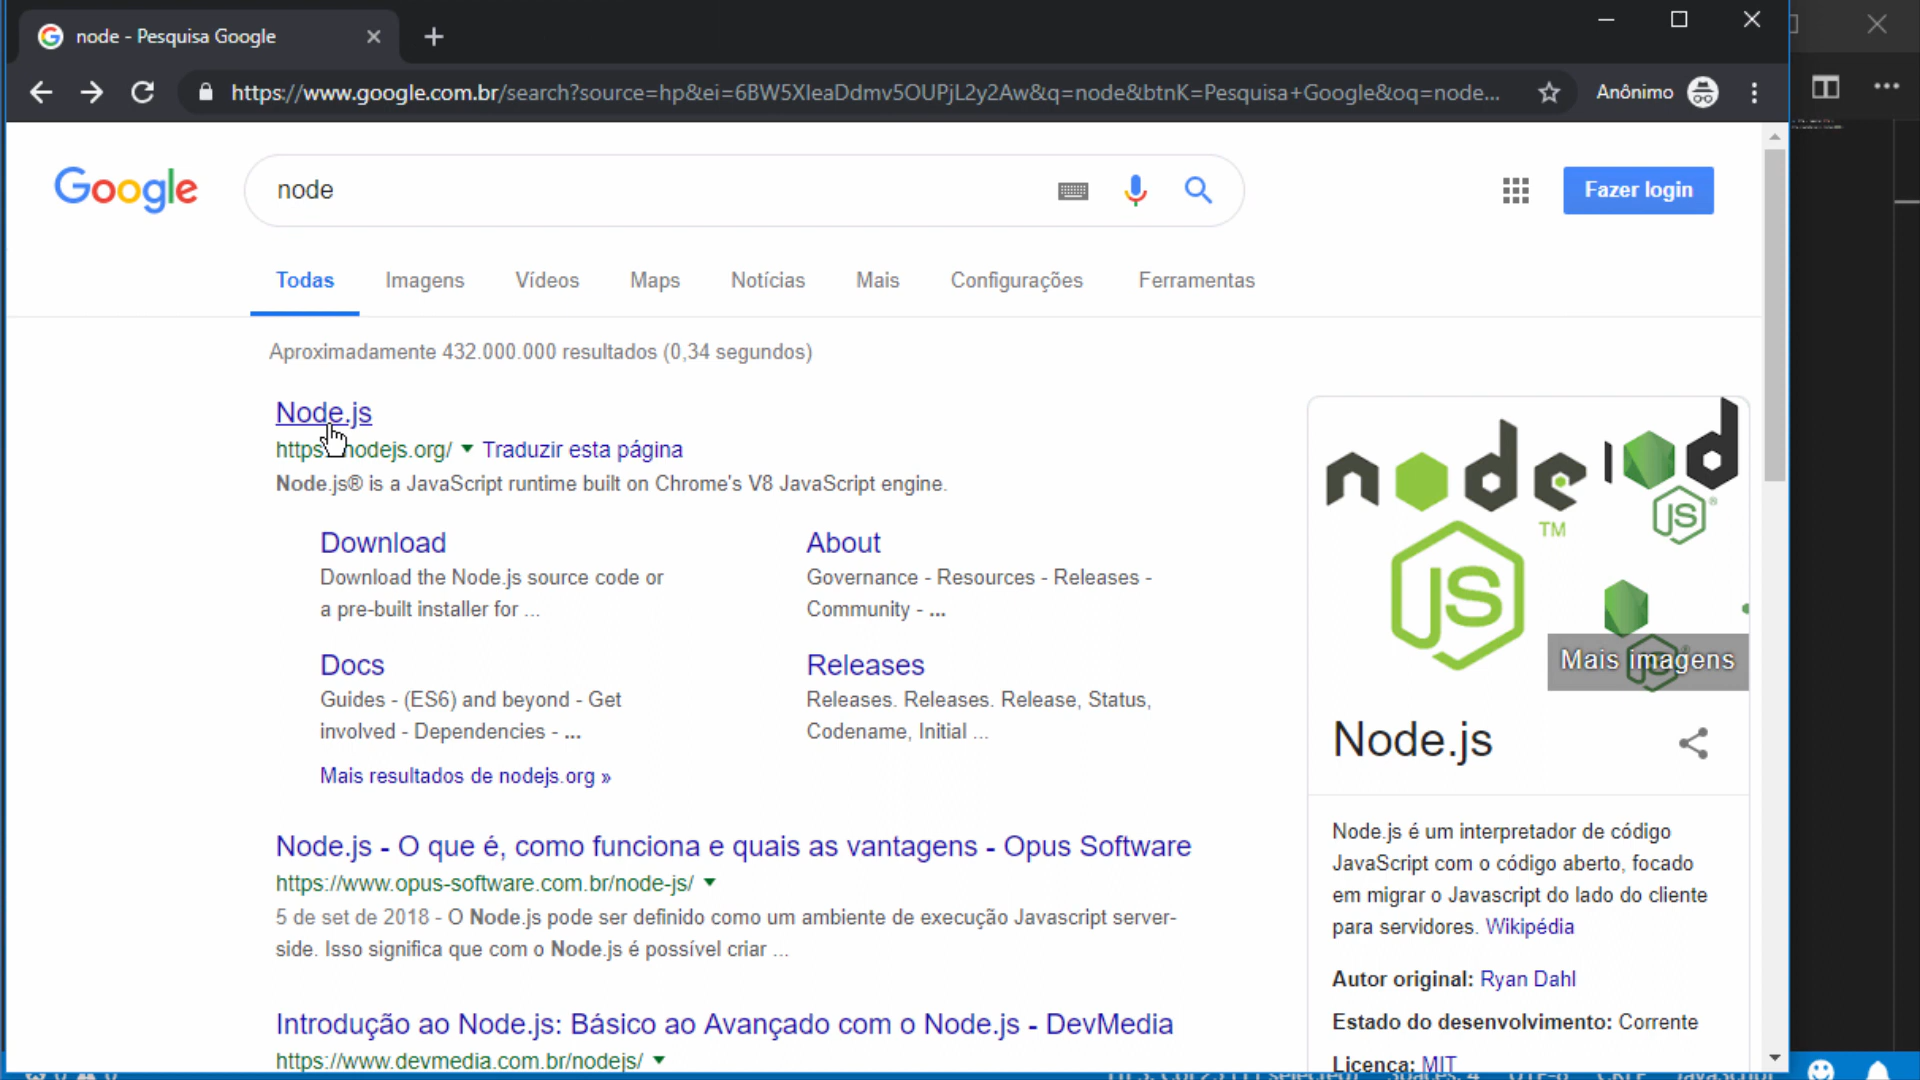 node - Pesquisa Google
https://www.google.com.br/search?source=hp&ei=6BW5XIeaDdmv5OUPjL2y2Aw&q=node&btnK=Pesquisa+Google&oq=node...
Anônimo
Google
node
Fazer login
Todas Imagens Vídeos Maps Notícias Mais Configurações Ferramentas
Aproximadamente 432.000.000 resultados (0,34 segundos)
Node.js
https://nodejs.org/ Traduzir esta página
Node.js® is a JavaScript runtime built on Chrome's V8 JavaScript engine.
Download
Download the Node.js source code or
a pre-built installer for ...
About
Governance - Resources - Releases -
Community - ...
Docs
Guides - (ES6) and beyond - Get
involved - Dependencies - ...
Releases
Releases. Releases. Release, Status,
Codename, Initial ...
Mais resultados de nodejs.org »
Node.js - O que é, como funciona e quais as vantagens - Opus Software
https://www.opus-software.com.br/node-js/
5 de set de 2018 - O Node.js pode ser definido como um ambiente de execução Javascript server-
side. Isso significa que com o Node.js é possível criar ...
Introdução ao Node.js: Básico ao Avançado com o Node.js - DevMedia
https://www.devmedia.com.br/nodejs/
node
TM
JS
JS
Mais imagens
Node.js
Node.js é um interpretador de código
JavaScript com o código aberto, focado
em migrar o Javascript do lado do cliente
para servidores. Wikipédia
Autor original: Ryan Dahl
Estado do desenvolvimento: Corrente
Licença: MIT